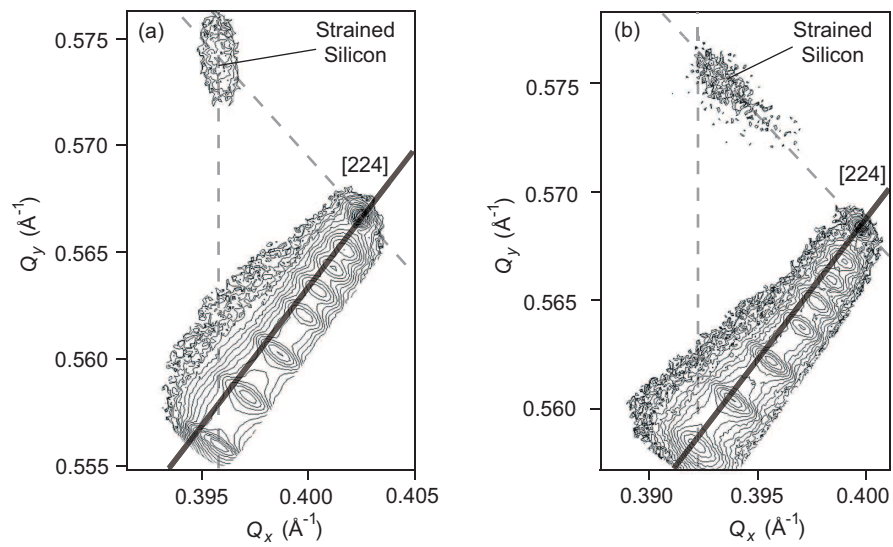 (a)
Strained
Silicon
[224]
0.575
0.570
0.565
0.560
0.555
Qy (Å-1)
0.395
0.400
0.405
Qx (Å-1)
(b)
Strained
Silicon
[224]
0.575
0.570
0.565
0.560
Qy (Å-1)
0.390
0.395
0.400
Qx (Å-1)